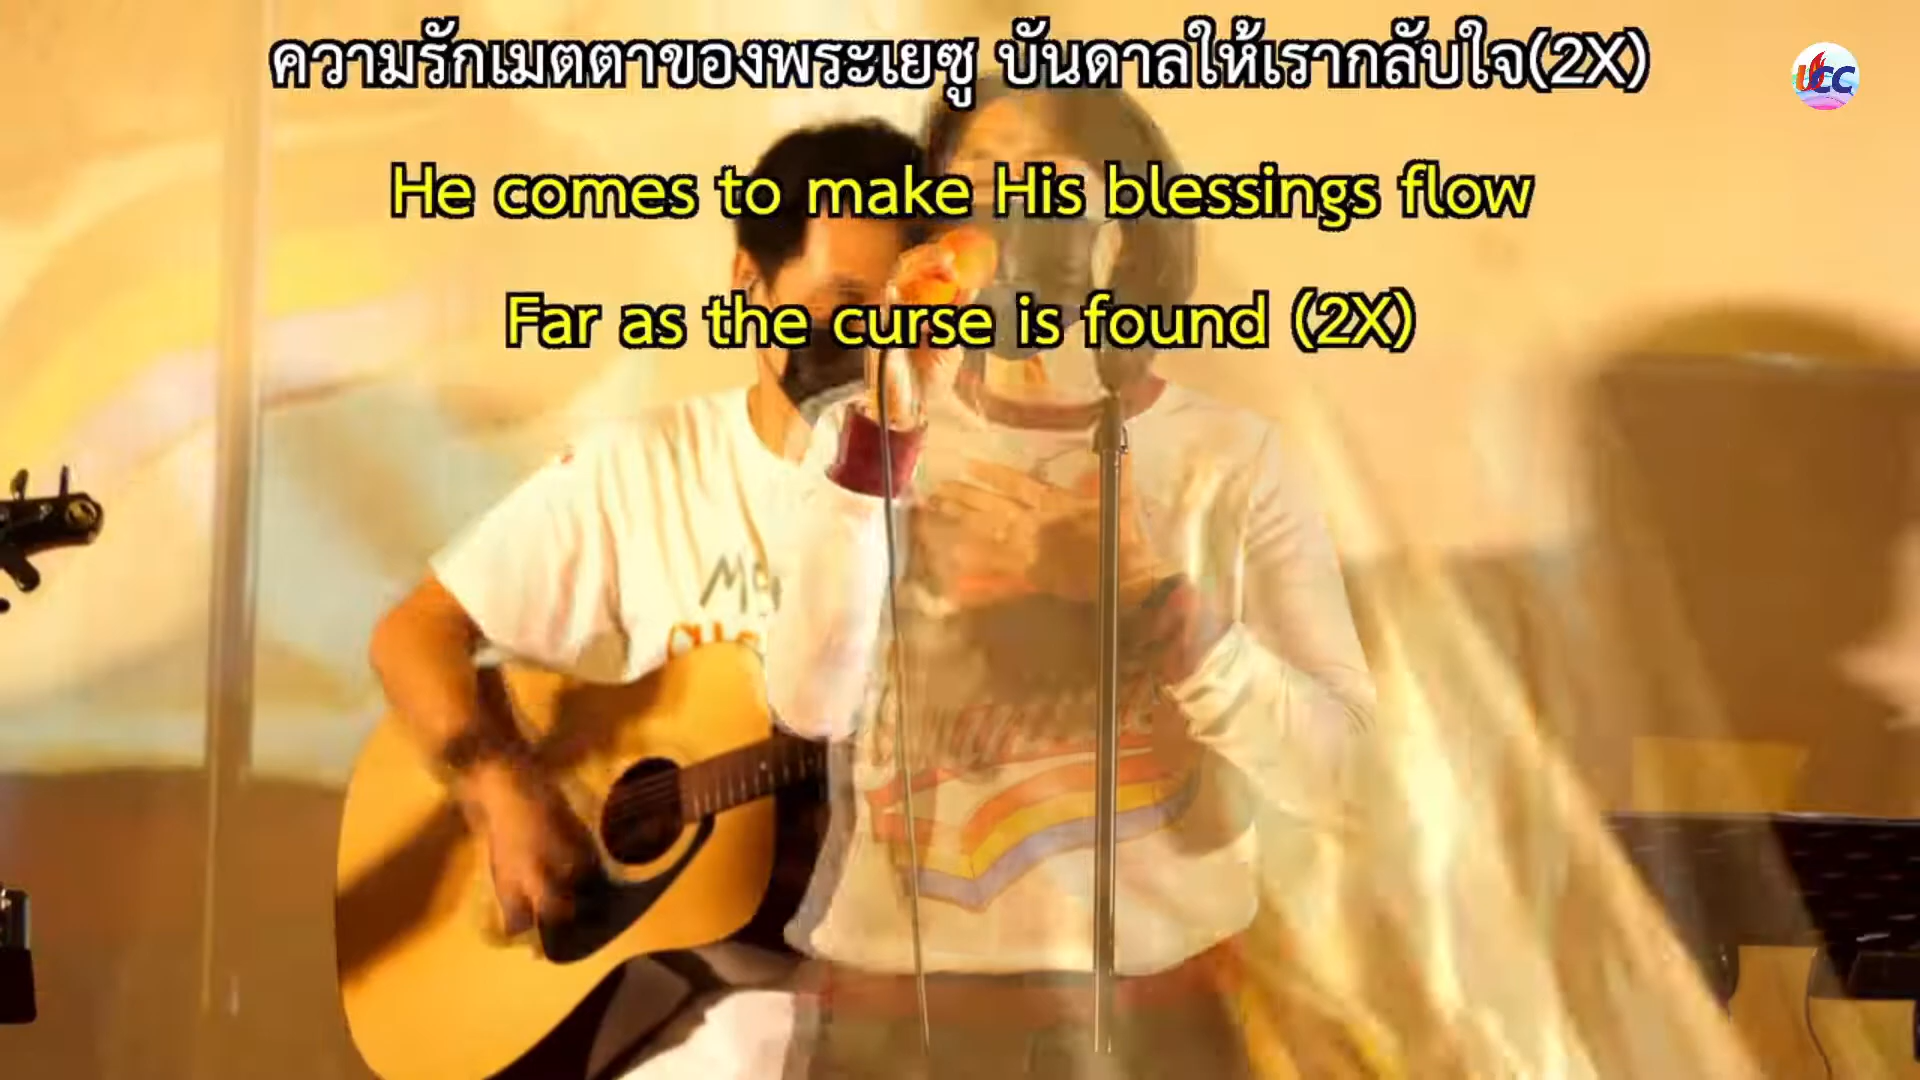 ความรักเมตตาของพระเยซู บันดาลให้เรากลับใจ(2X)
UCC
He comes to make His blessings flow
Far as the curse is found (2X)